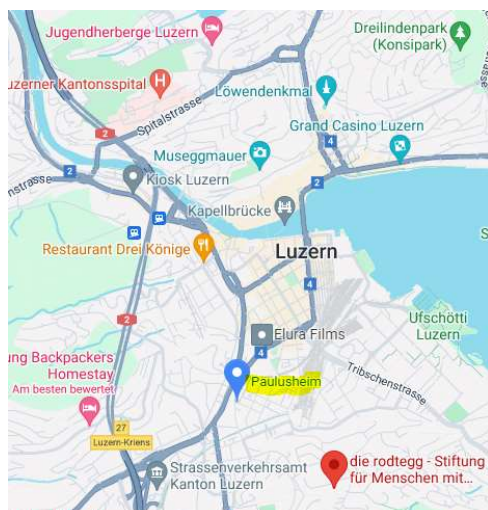 Jugendherberge Luzern
Dreilindenpark
(Konsipark)
uzerner
Kantonsspital
H
Löwendenkmal
Spitalstrasse
2
Grand Casino Luzern
4
Museggmauer
2
nstrasse
Kiosk Luzern
2
4
Kapellbrücke
Restaurant Drei Könige
Luzern
Ufschötti
Luzern
2
Elura Films
ung Backpackers
Homestay
Am besten bewertet
4
Tribschenstrasse
Paulusheim
27
Luzern-Kriens
Strassenverkehrsamt
Kanton Luzern
die rodtegg - Stiftung
für Menschen mit...